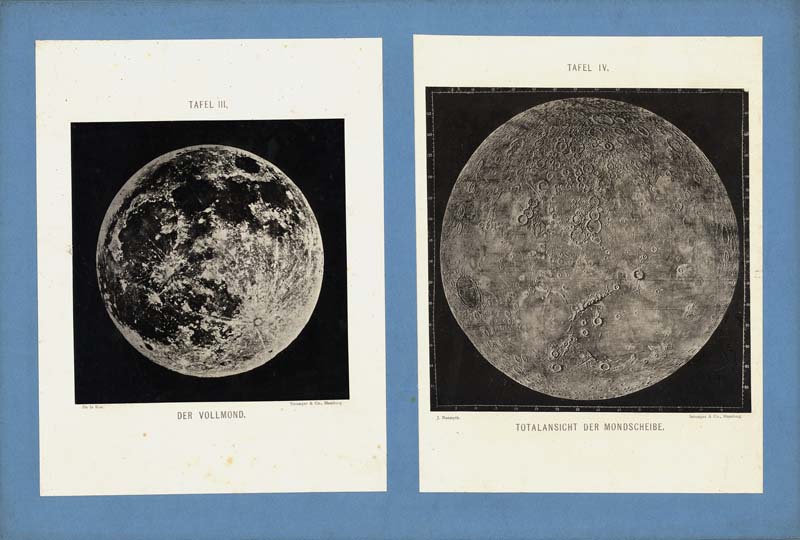 TAFEL III.
De la Rue.
Strumper & Co., Hamburg.
DER VOLLMOND.
TAFEL IV.
J. Nasmyth.
Strumper & Co., Hamburg.
TOTALANSICHT DER MONDSCHEIBE.